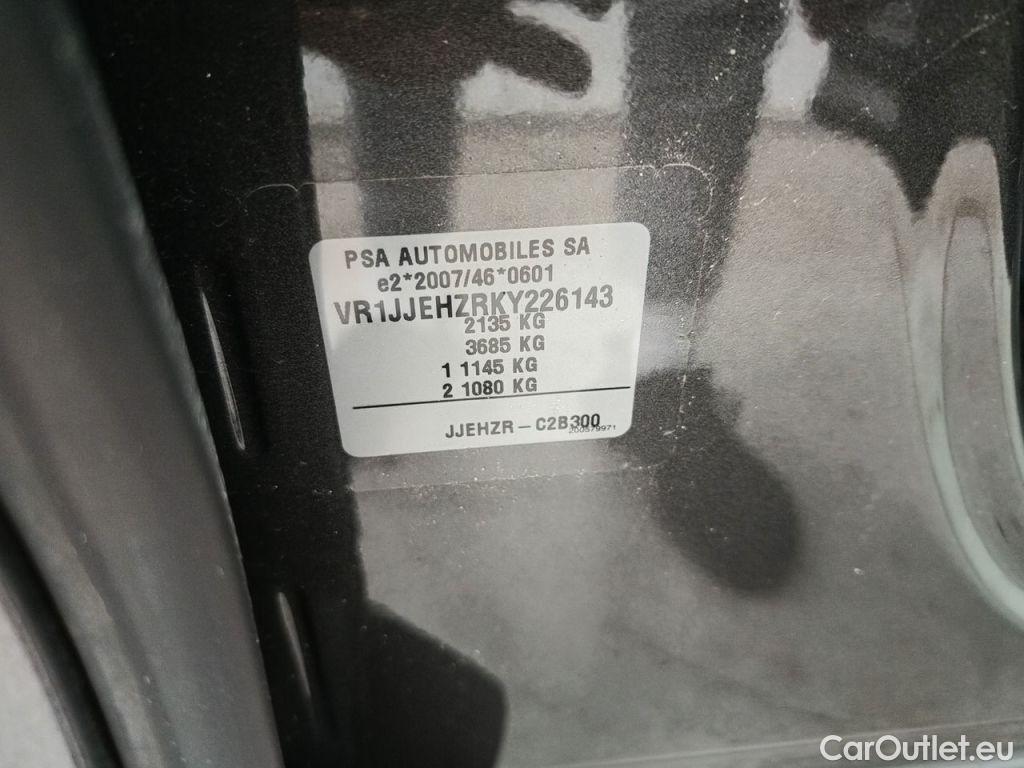 PSA AUTOMOBILES SA
e2*2007/46*0601
VR1JJEHZRKY226143
2135 KG
3685 KG
1 1145 KG
2 1080 KG
JJEHZR – C2B300
200579971
CarOutlet.eu